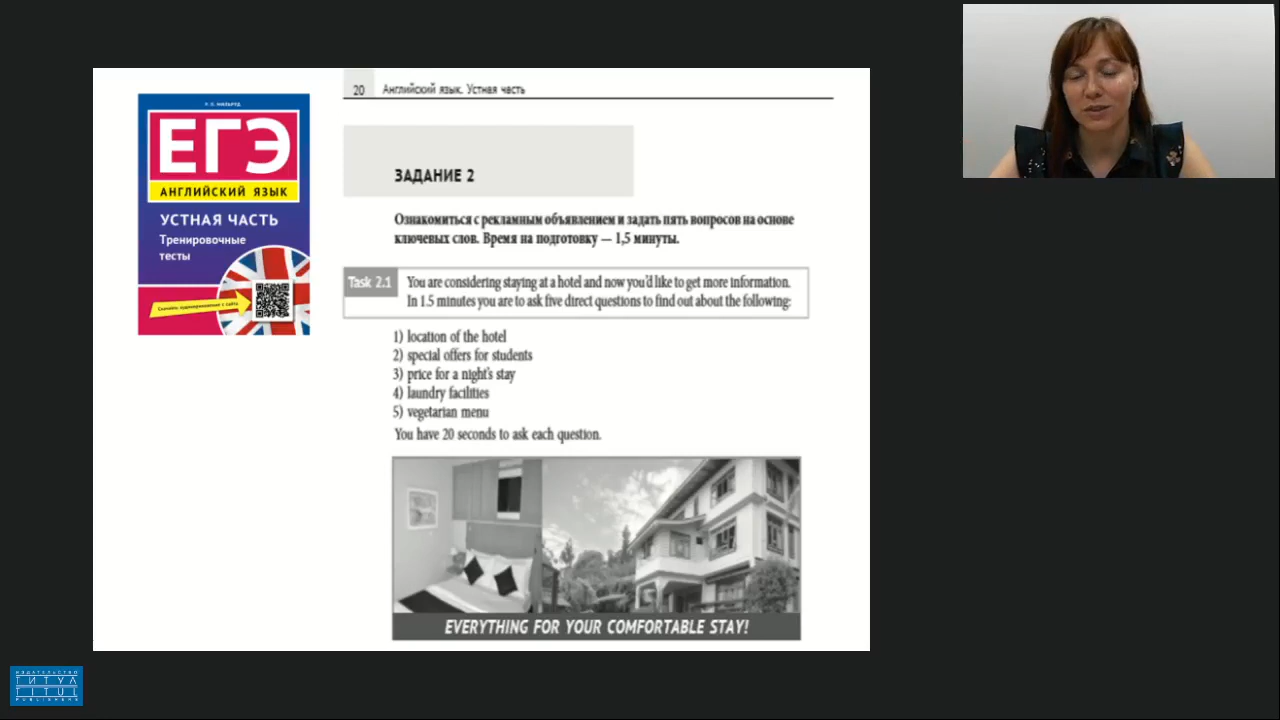 20 Английский язык. Устная часть
Р. П. МИЛЬРУД
ЕГЭ
АНГЛИЙСКИЙ ЯЗЫК
УСТНАЯ ЧАСТЬ
Тренировочные
тесты
ЗАДАНИЕ 2
Ознакомиться с рекламным объявлением и задать пять вопросов на основе
ключевых слов. Время на подготовку — 1,5 минуты.
Task 2.1 You are considering staying at a hotel and now you'd like to get more information.
In 1.5 minutes you are to ask five direct questions to find out about the following:
1) location of the hotel
2) special offers for students
3) price for a night's stay
4) laundry facilities
5) vegetarian menu
You have 20 seconds to ask each question.
EVERYTHING FOR YOUR COMFORTABLE STAY!
ИЗДАТЕЛЬСТВО
ТИТУЛ
TITUL
PUBLISHERS